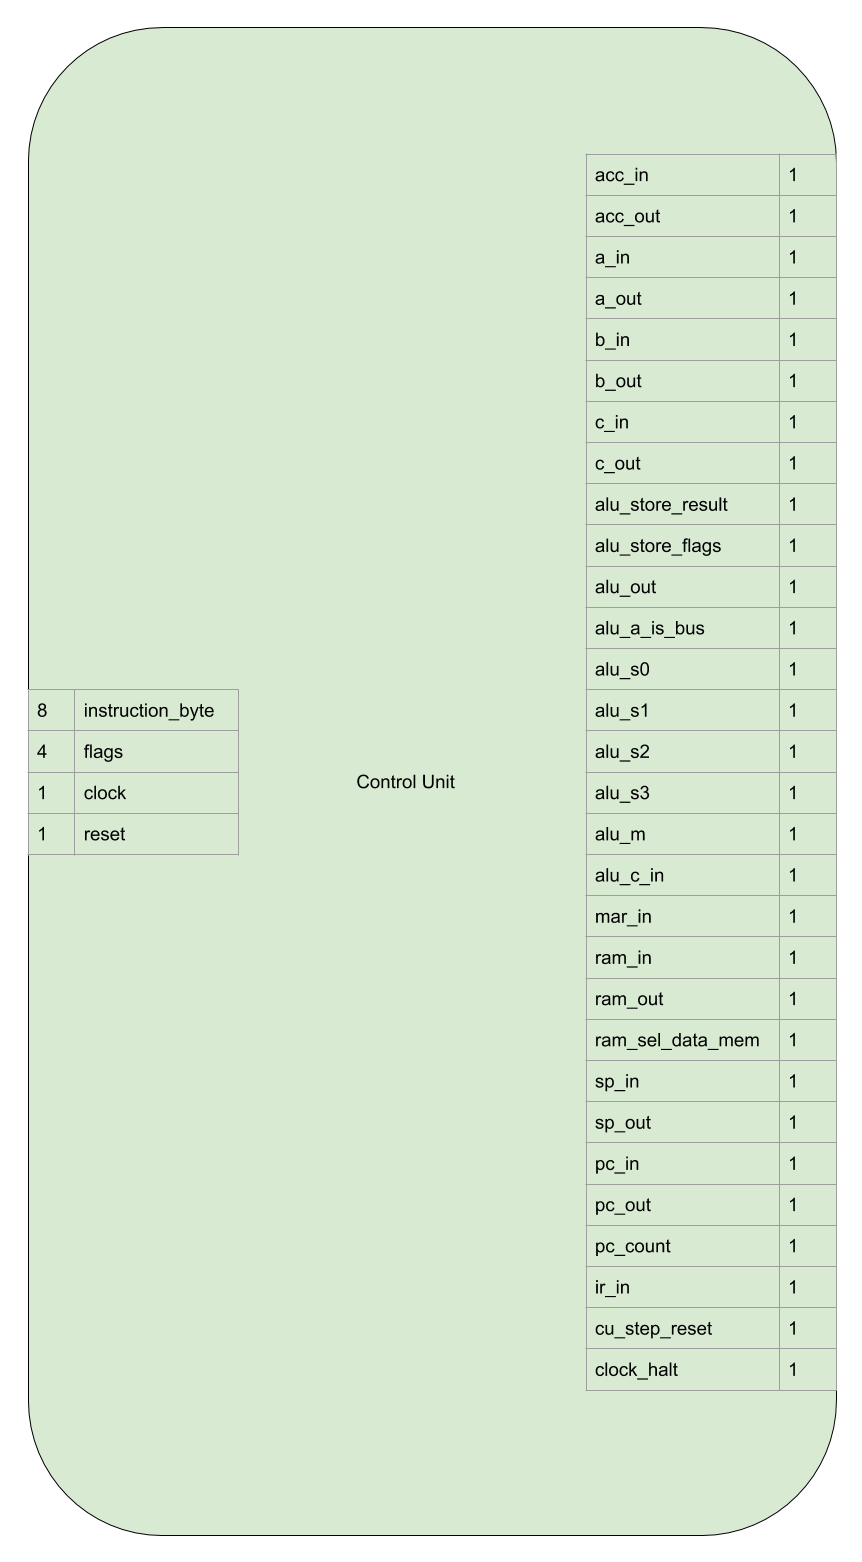 8 instruction_byte
4 flags
1 clock
1 reset
Control Unit
acc_in 1
acc_out 1
a_in 1
a_out 1
b_in 1
b_out 1
c_in 1
c_out 1
alu_store_result 1
alu_store_flags 1
alu_out 1
alu_a_is_bus 1
alu_s0 1
alu_s1 1
alu_s2 1
alu_s3 1
alu_m 1
alu_c_in 1
mar_in 1
ram_in 1
ram_out 1
ram_sel_data_mem 1
sp_in 1
sp_out 1
pc_in 1
pc_out 1
pc_count 1
ir_in 1
cu_step_reset 1
clock_halt 1